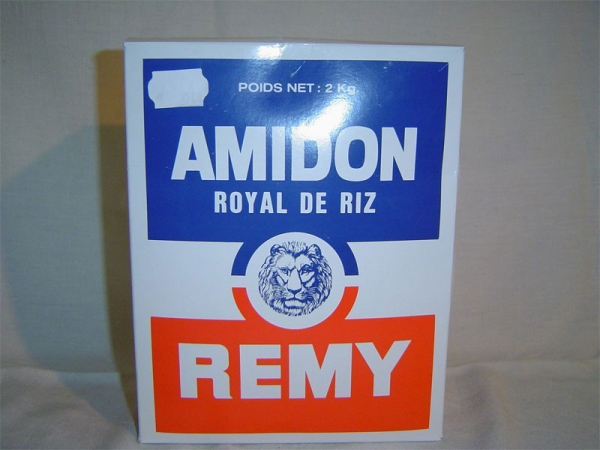 POIDS NET : 2 Kg
AMIDON
ROYAL DE RIZ
REMY